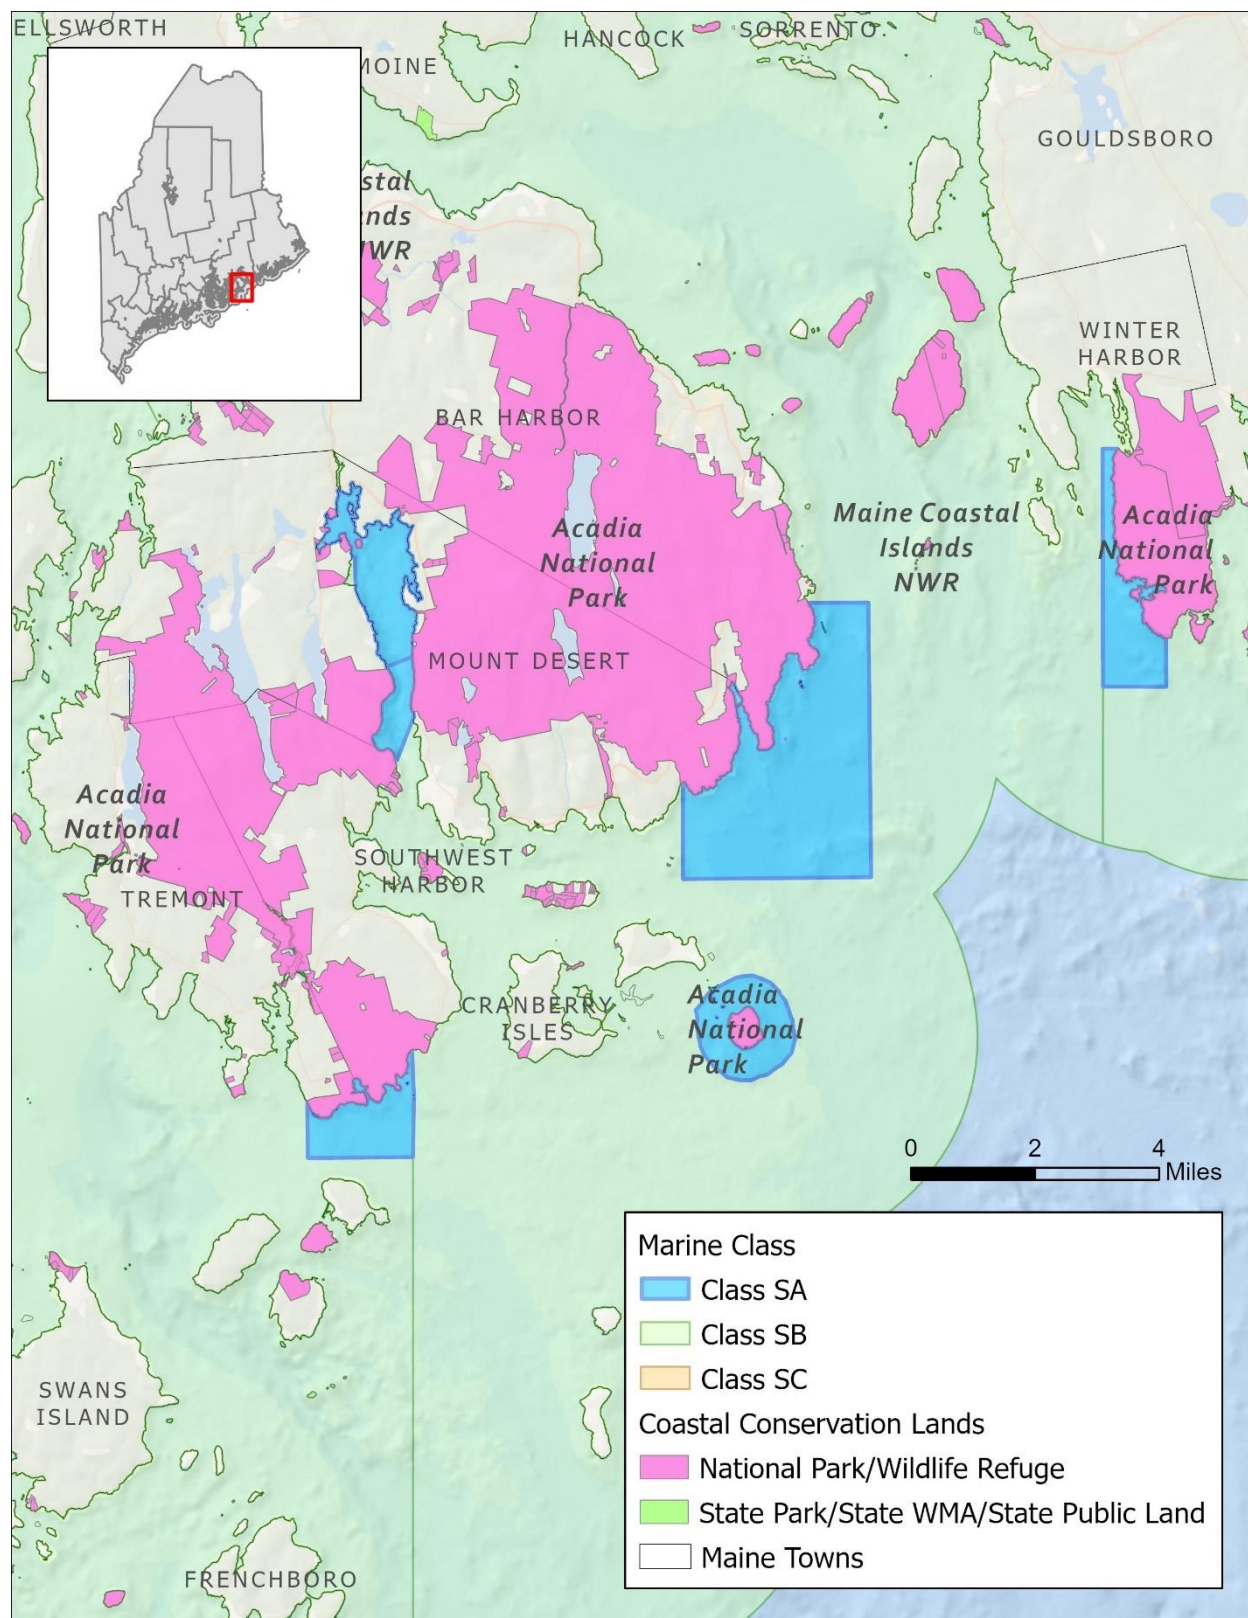 ELLSWORTH
HANCOCK
SORRENTO
MOINE
GOULDSBORO
stal
nds
WR
WINTER
HARBOR
BAR HARBOR
Acadia
National
Park
Maine Coastal
Islands
NWR
Acadia
National
Park
MOUNT DESERT
Acadia
National
Park
SOUTHWEST
HARBOR
TREMONT
CRANBERRY
ISLES
Acadia
National
Park
0 2 4
Miles
SWANS
ISLAND
FRENCHBORO
Marine Class
Class SA
Class SB
Class SC
Coastal Conservation Lands
National Park/Wildlife Refuge
State Park/State WMA/State Public Land
Maine Towns